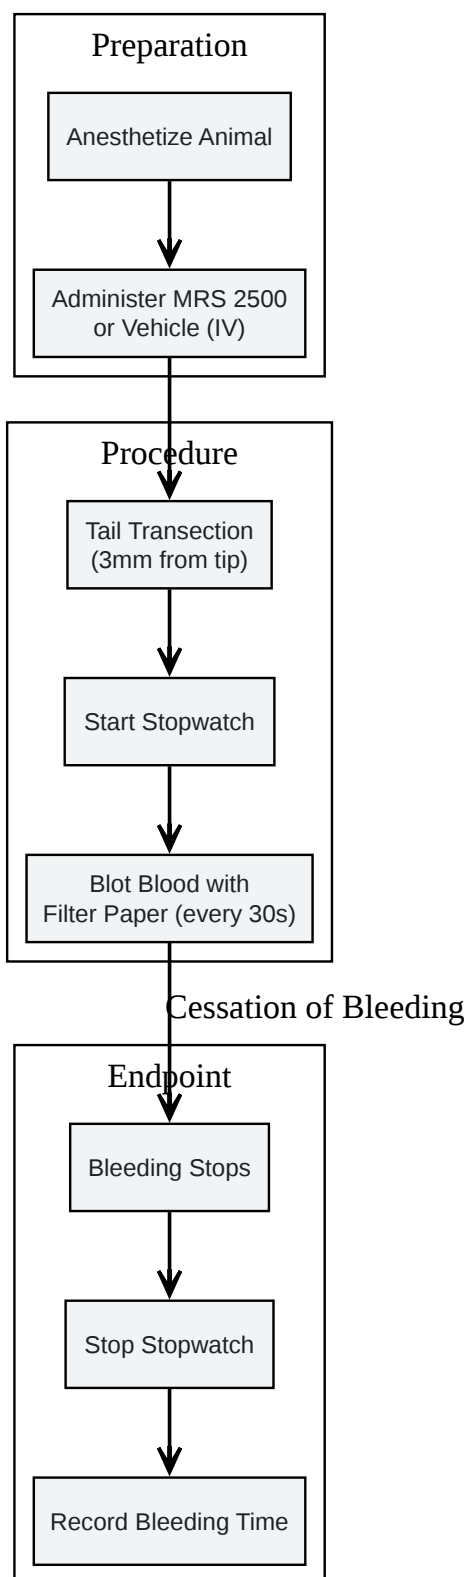 Preparation
Anesthetize Animal
Administer MRS 2500
or Vehicle (IV)
Procedure
Tail Transection
(3mm from tip)
Start Stopwatch
Blot Blood with
Filter Paper (every 30s)
Cessation of Bleeding
Endpoint
Bleeding Stops
Stop Stopwatch
Record Bleeding Time